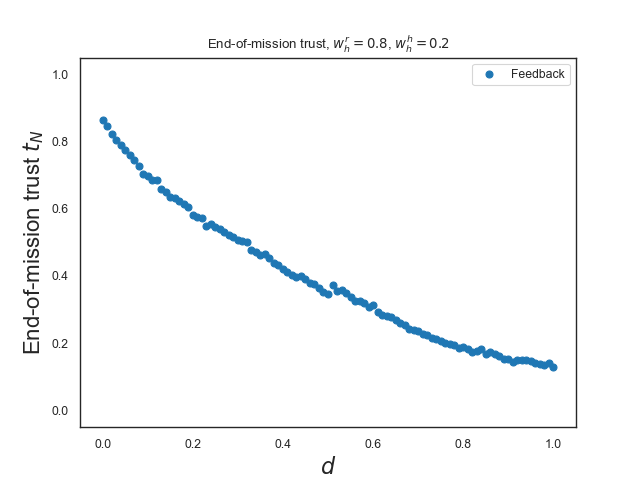 End-of-mission trust, $w_h^r = 0.8$, $w_h^h = 0.2$
Feedback
End-of-mission trust $t_N$
1.0
0.8
0.6
0.4
0.2
0.0
0.0 0.2 0.4 0.6 0.8 1.0
d